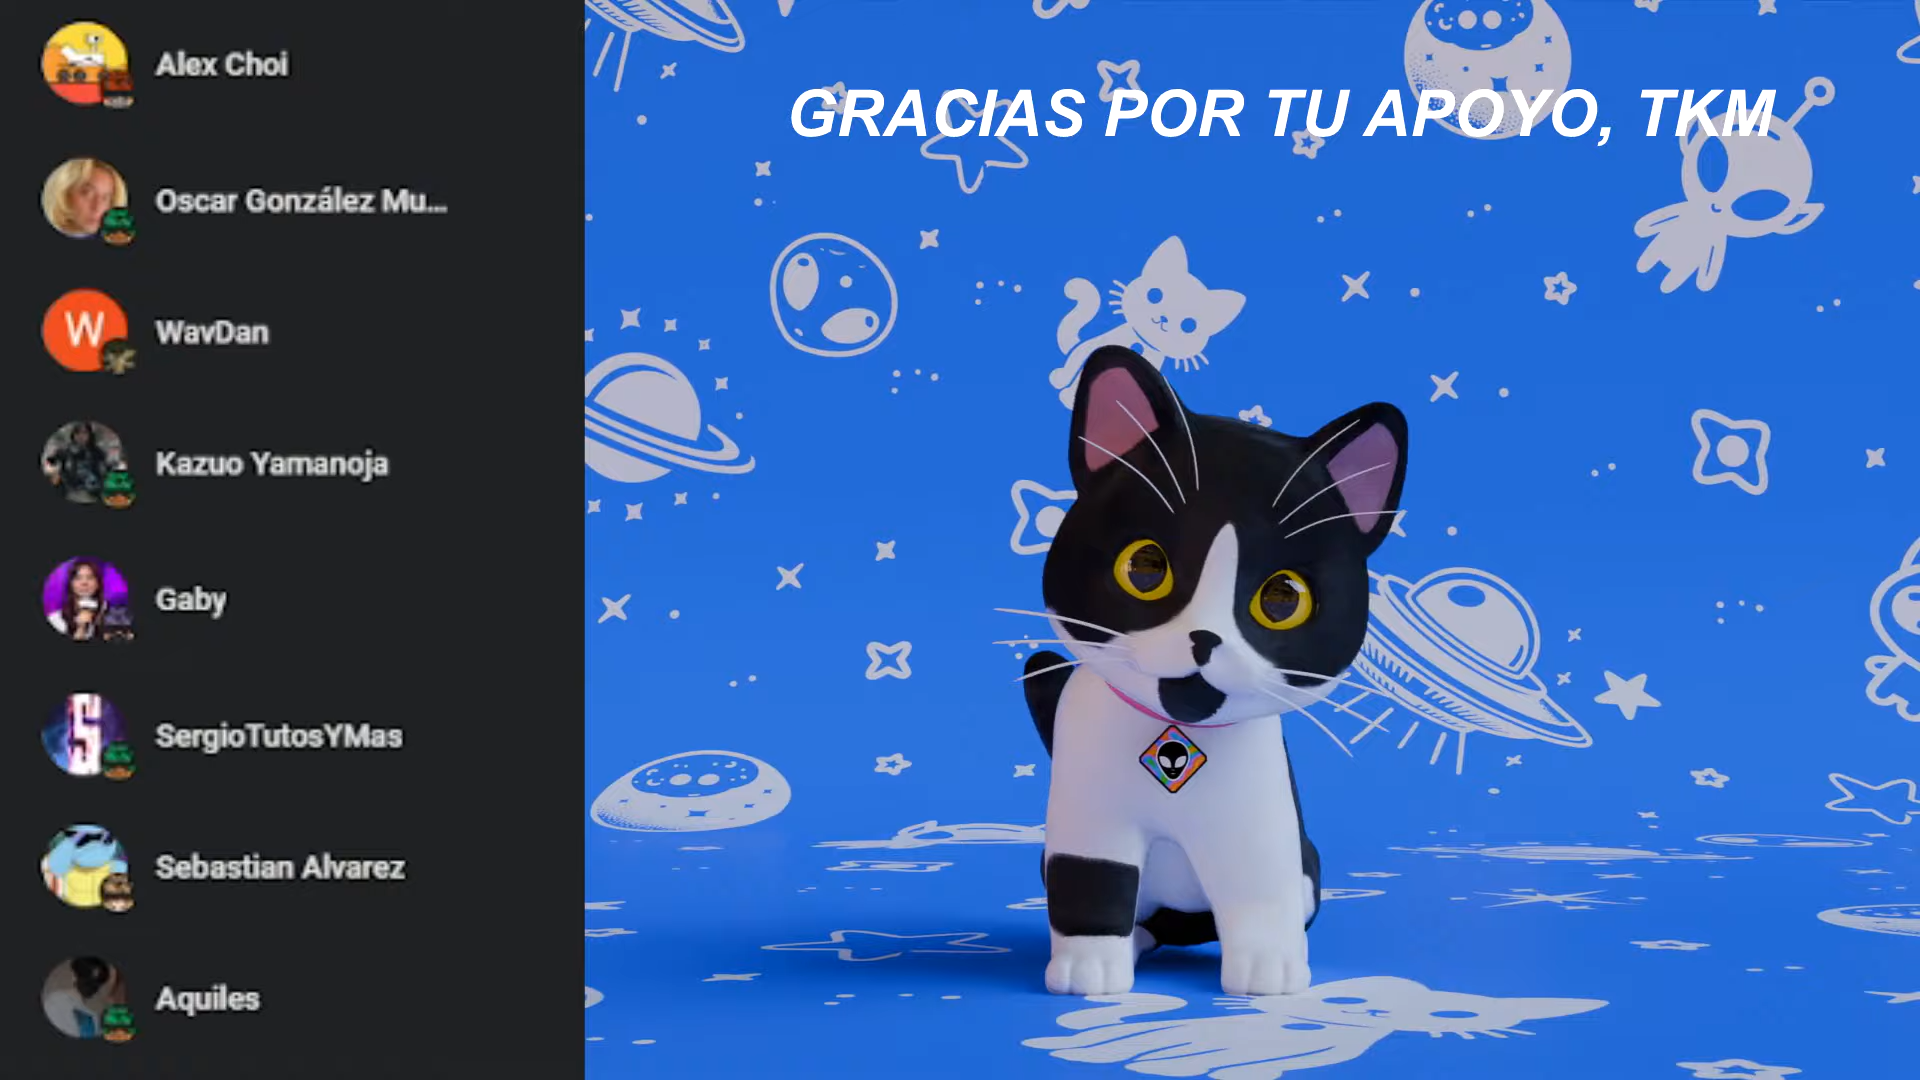 Alex Choi
Oscar González Mu...
W
WavDan
Kazuo Yamanoja
Gaby
S
SergioTutosYMas
Sebastian Alvarez
Aquiles
GRACIAS POR TU APOYO, TKM